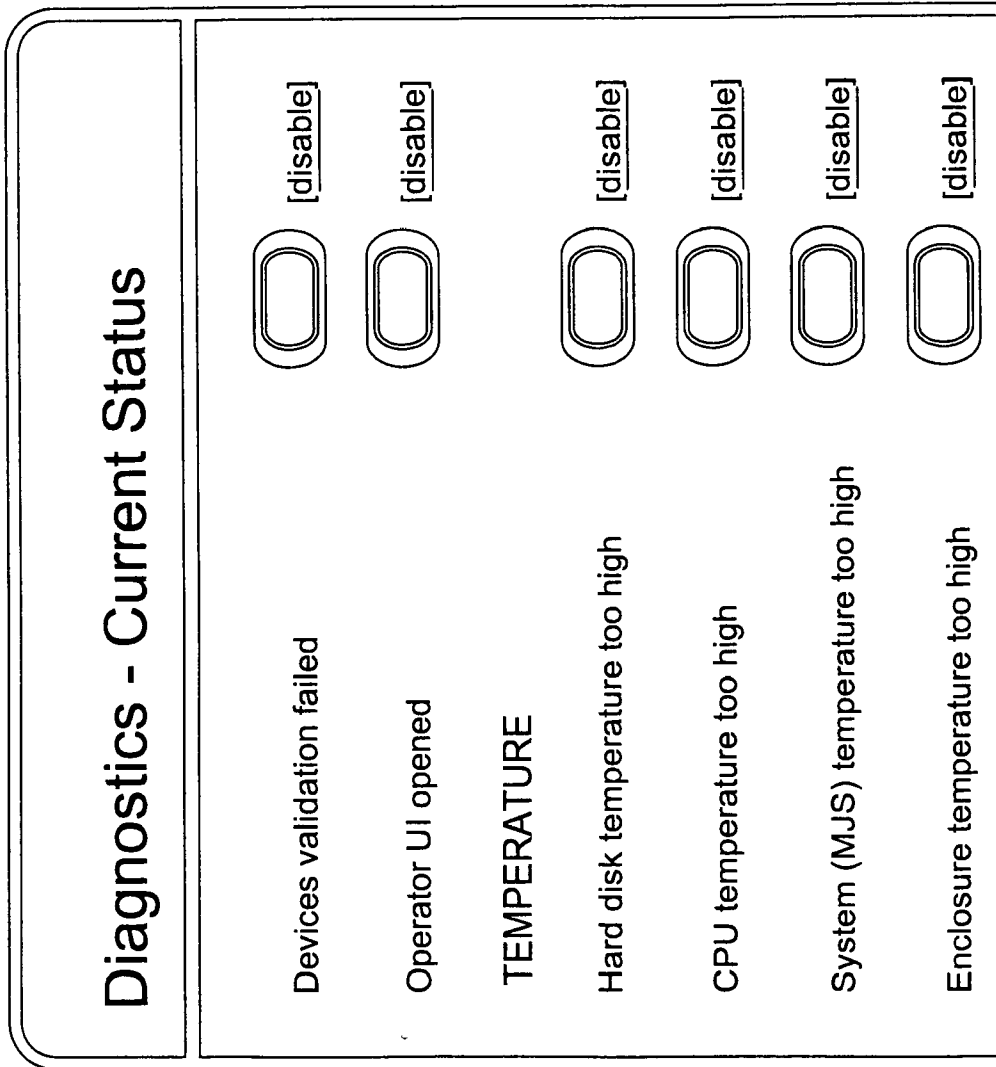 Diagnostics - Current Status
Devices validation failed [disable]
Operator UI opened [disable]
TEMPERATURE
Hard disk temperature too high [disable]
CPU temperature too high [disable]
System (MJS) temperature too high [disable]
Enclosure temperature too high [disable]